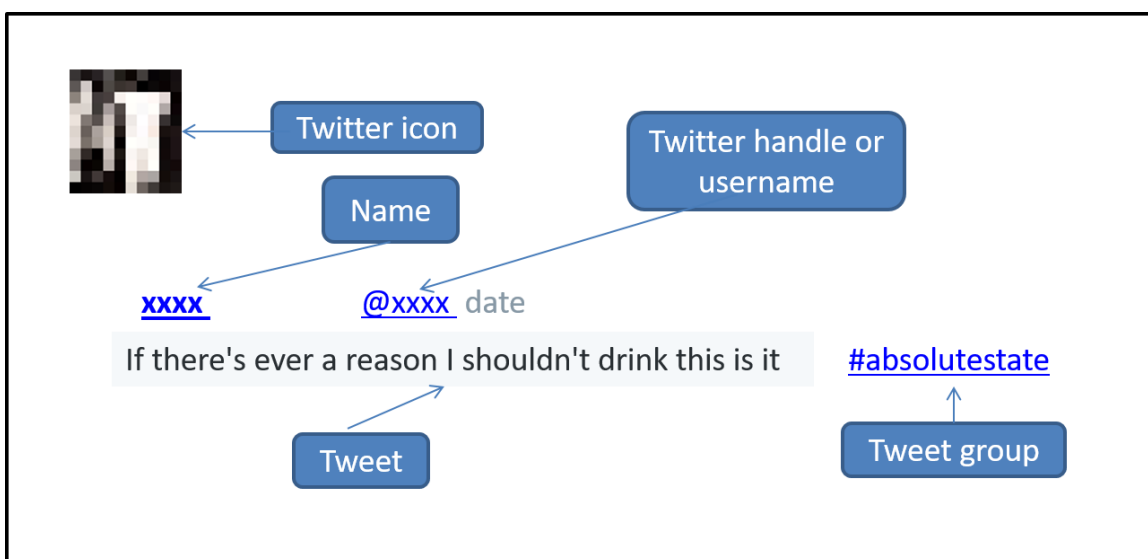 Twitter icon
Twitter handle or
username
Name
xxxx
@xxxx date
If there's ever a reason I shouldn't drink this is it #absolutestate
Tweet
Tweet group